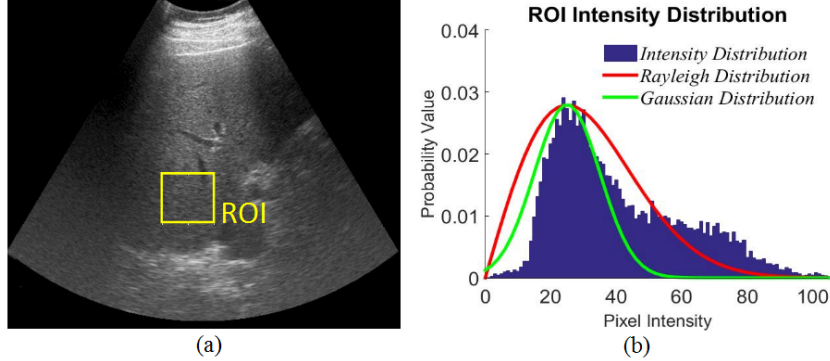 ROI
(a)
ROI Intensity Distribution
0.04
0.03
0.02
0.01
0
Probability Value
Intensity Distribution
Rayleigh Distribution
Gaussian Distribution
0 20 40 60 80 100
Pixel Intensity
(b)